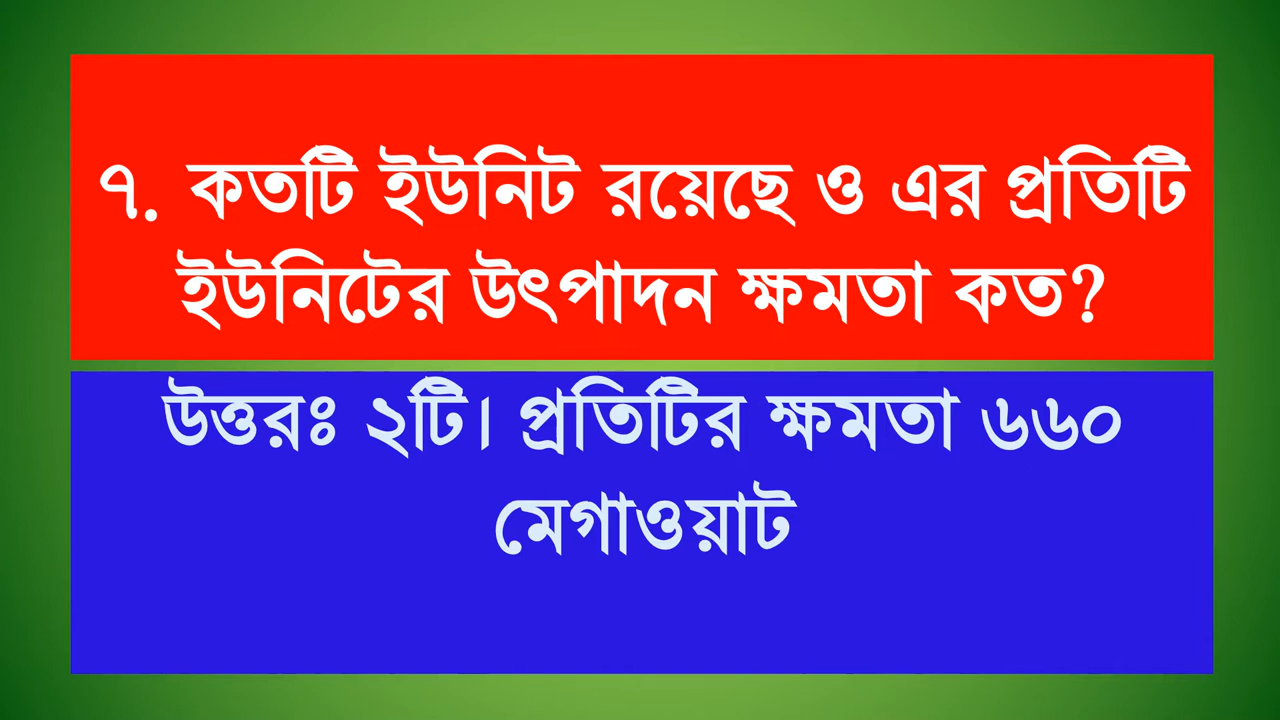 ৭. কতটি ইউনিট রয়েছে ও এর প্রতিটি
ইউনিটের উৎপাদন ক্ষমতা কত?
উত্তরঃ ২টি। প্রতিটির ক্ষমতা ৬৬০
মেগাওয়াট